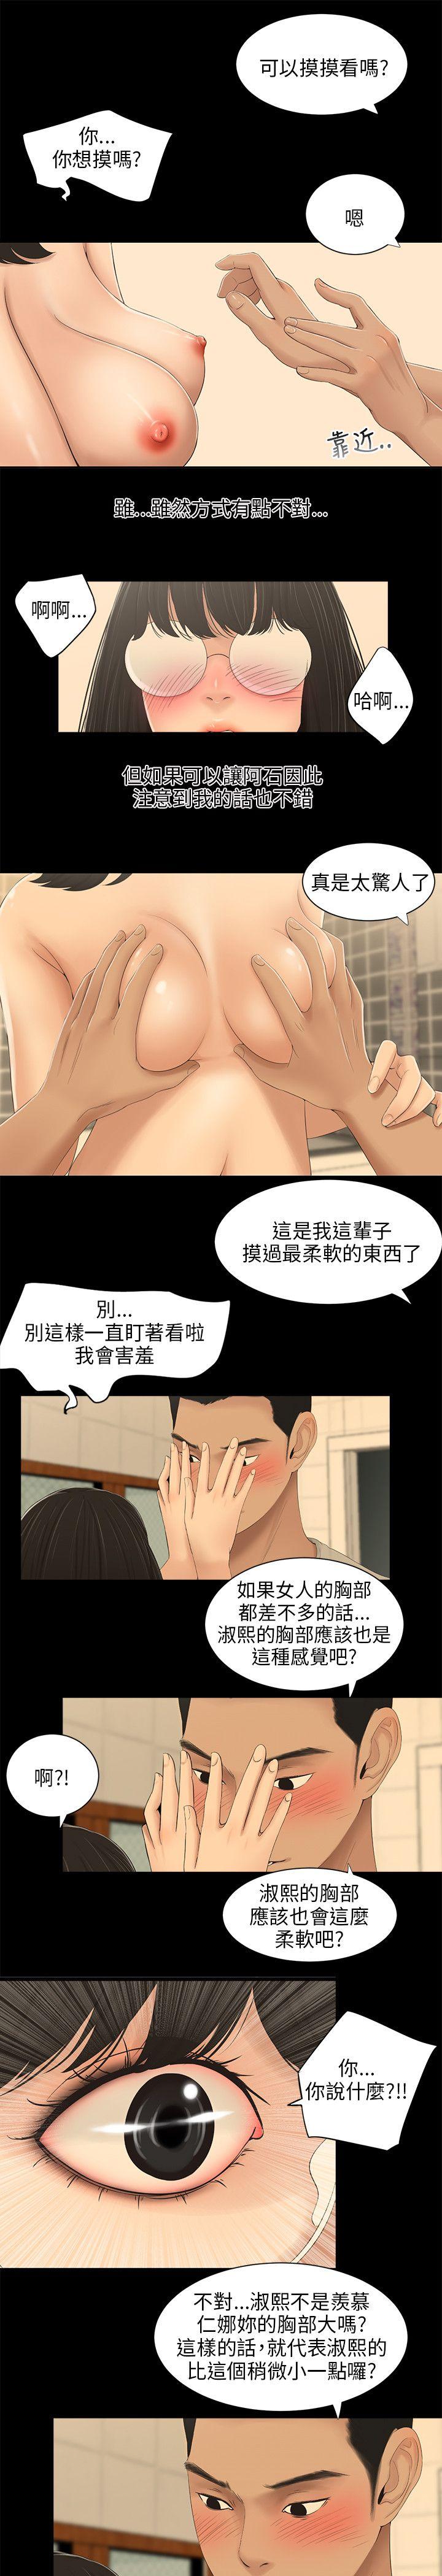 可以摸摸看嗎?
你...
你想摸嗎?
嗯
靠近..
雖...雖然方式有點不對...
啊啊...
哈啊...
但如果可以讓阿石因此
注意到我的話也不錯
真是太驚人了
這是我這輩子
摸過最柔軟的東西了
別...
別這樣一直盯著看啦
我會害羞
如果女人的胸部
都差不多的話...
淑熙的胸部應該也是
這種感覺吧?
啊?!
淑熙的胸部
應該也會這麼
柔軟吧?
你...
你說什麼?!!
不對...淑熙不是羨慕
仁娜妳的胸部大嗎?
這樣的話,就代表淑熙的
比這個稍微小一點囉?